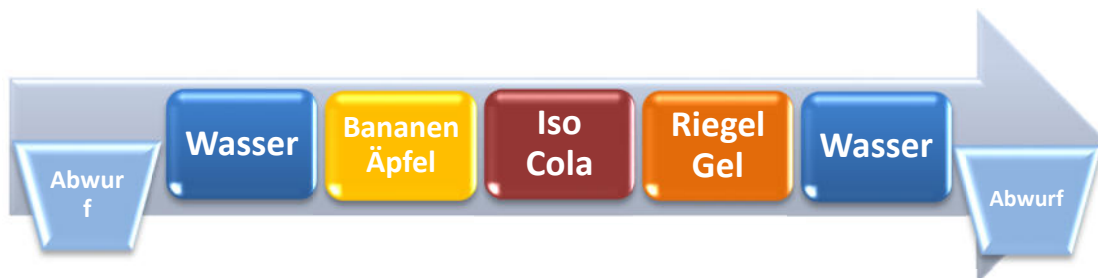 Abwur
f
Wasser
Bananen
Äpfel
Iso
Cola
Riegel
Gel
Wasser
Abwurf